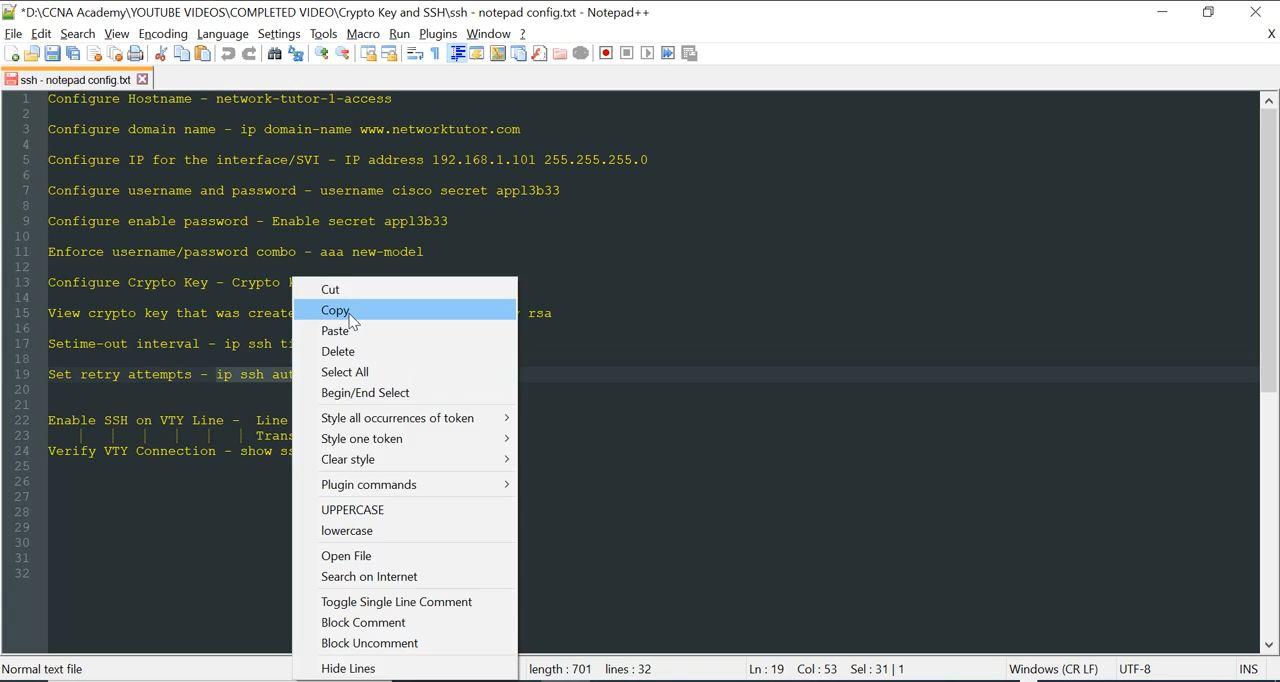 *D:\CCNA Academy\YOUTUBE VIDEOS\COMPLETED VIDEO\Crypto Key and SSH\ssh - notepad config.txt - Notepad++
File Edit Search View Encoding Language Settings Tools Macro Run Plugins Window ? X
ssh - notepad config.txt
1 Configure Hostname - network-tutor-1-access
2
3 Configure domain name - ip domain-name www.networktutor.com
4
5 Configure IP for the interface/SVI - IP address 192.168.1.101 255.255.255.0
6
7 Configure username and password - username cisco secret appl3b33
8
9 Configure enable password - Enable secret appl3b33
10
11 Enforce username/password combo - aaa new-model
12
13 Configure Crypto Key - Crypto
14
15 View crypto key that was create rsa
16
17 Setime-out interval - ip ssh ti
18
19 Set retry attempts - ip ssh aut
20
21
22 Enable SSH on VTY Line - Line
23 Trans
24 Verify VTY Connection - show ss
25
26
27
28
29
30
31
32
Cut
Copy
Paste
Delete
Select All
Begin/End Select
Style all occurrences of token
Style one token
Clear style
Plugin commands
UPPERCASE
lowercase
Open File
Search on Internet
Toggle Single Line Comment
Block Comment
Block Uncomment
Hide Lines
Normal text file length : 701 lines : 32 Ln : 19 Col : 53 Sel : 31 | 1 Windows (CR LF) UTF-8 INS